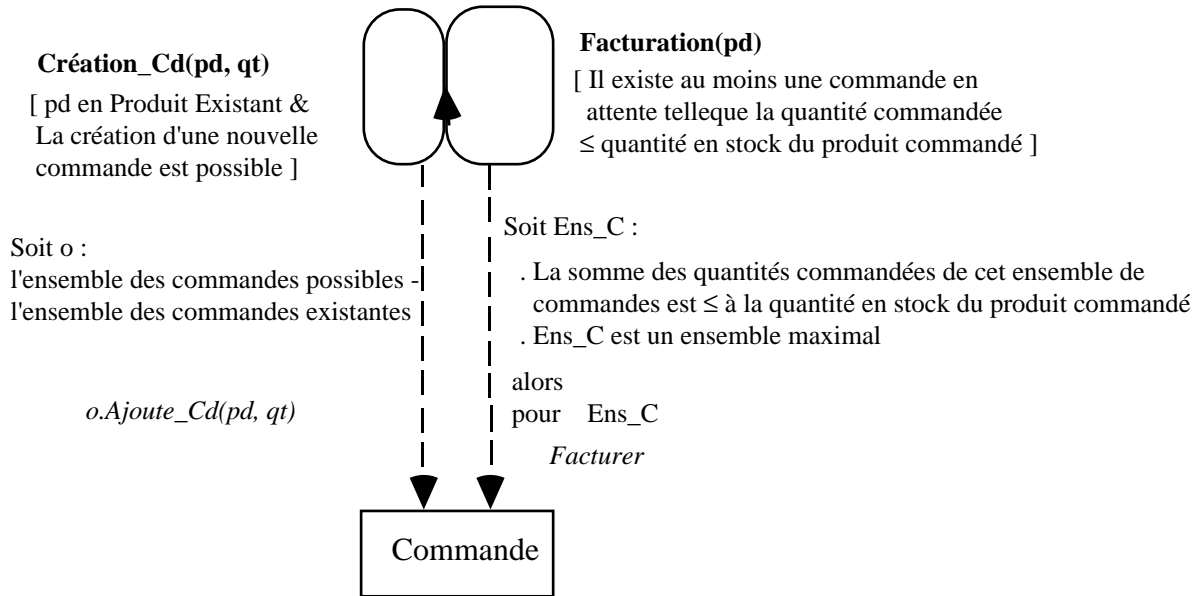 Création_Cd(pd, qt)
[ pd en Produit Existant &
La création d'une nouvelle
commande est possible ]
Facturation(pd)
[ Il existe au moins une commande en
attente telleque la quantité commandée
≤ quantité en stock du produit commandé ]
Soit o :
l'ensemble des commandes possibles -
l'ensemble des commandes existantes
o.Ajoute_Cd(pd, qt)
Soit Ens_C :
. La somme des quantités commandées de cet ensemble de
commandes est ≤ à la quantité en stock du produit commandé
. Ens_C est un ensemble maximal
alors
pour Ens_C
Facturer
Commande